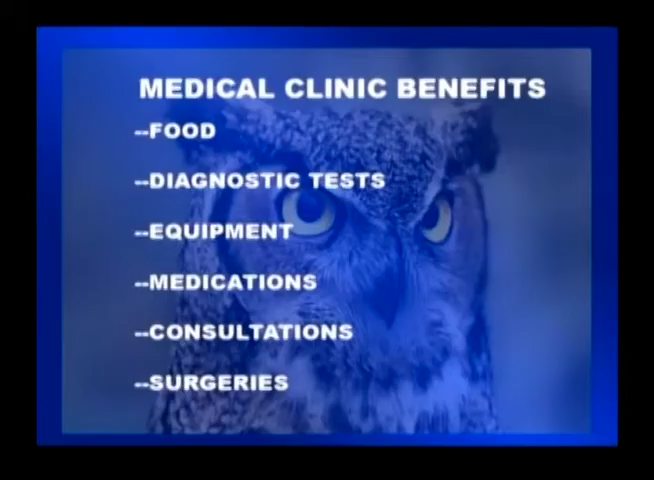 MEDICAL CLINIC BENEFITS
--FOOD
--DIAGNOSTIC TESTS
--EQUIPMENT
--MEDICATIONS
--CONSULTATIONS
--SURGERIES